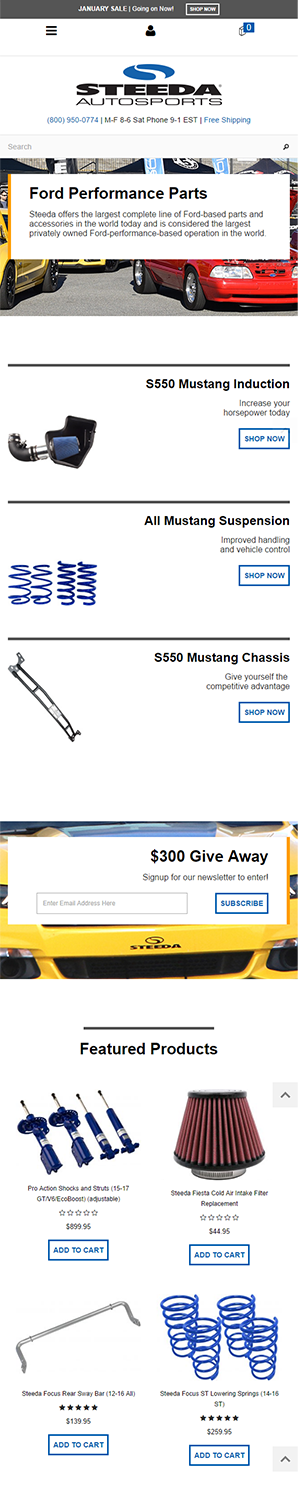 JANUARY SALE | Going on Now! SHOP NOW
0
STEEDA
AUTOSPORTS
(800) 950-0774 | M-F 8-6 Sat Phone 9-1 EST | Free Shipping
Search
Ford Performance Parts
Steeda offers the largest complete line of Ford-based parts and
accessories in the world today and is considered the largest
privately owned Ford-performance-based operation in the world.
S550 Mustang Induction
Increase your
horsepower today
SHOP NOW
All Mustang Suspension
Improved handling
and vehicle control
SHOP NOW
S550 Mustang Chassis
Give yourself the
competitive advantage
SHOP NOW
$300 Give Away
Signup for our newsletter to enter!
Enter Email Address Here
SUBSCRIBE
STEEDA
Featured Products
Pro Action Shocks and Struts (15-17
GT/V6/EcoBoost) (adjustable)
$899.95
ADD TO CART
Steeda Fiesta Cold Air Intake Filter
Replacement
$44.95
ADD TO CART
Steeda Focus Rear Sway Bar (12-16 All)
$139.95
ADD TO CART
Steeda Focus ST Lowering Springs (14-16
ST)
$259.95
ADD TO CART